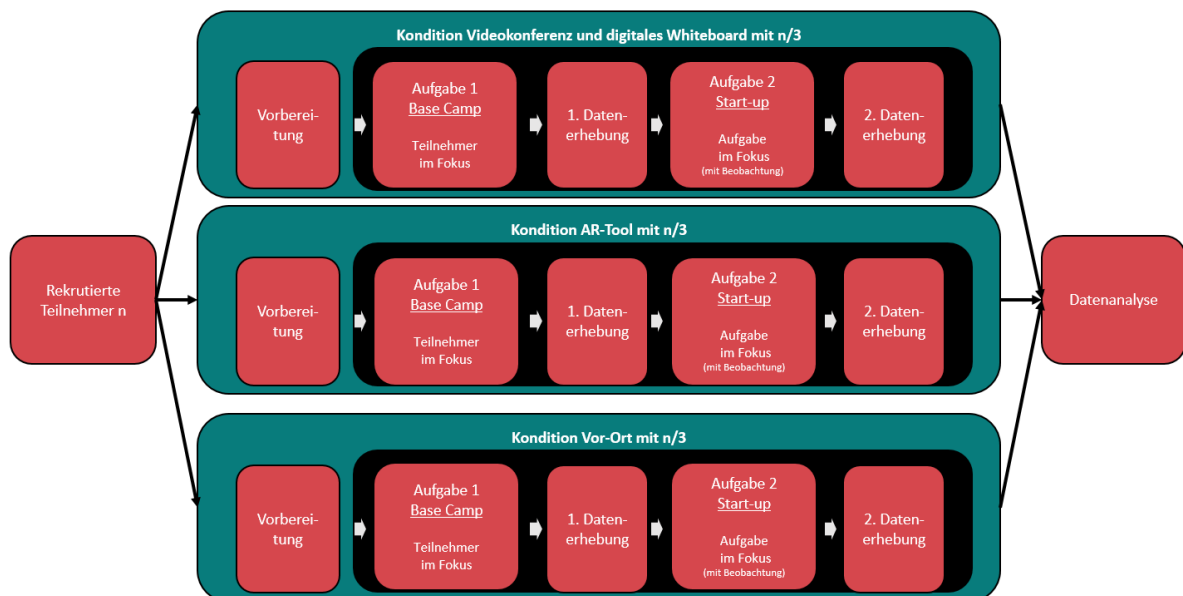 Kondition Videokonferenz und digitales Whiteboard mit n/3
Vorberei-
tung
Aufgabe 1
Base Camp
Teilnehmer
im Fokus
1. Daten-
erhebung
Aufgabe 2
Start-up
Aufgabe
im Fokus
(mit Beobachtung)
2. Daten-
erhebung
Rekrutierte
Teilnehmer n
Kondition AR-Tool mit n/3
Vorberei-
tung
Aufgabe 1
Base Camp
Teilnehmer
im Fokus
1. Daten-
erhebung
Aufgabe 2
Start-up
Aufgabe
im Fokus
(mit Beobachtung)
2. Daten-
erhebung
Datenanalyse
Kondition Vor-Ort mit n/3
Vorberei-
tung
Aufgabe 1
Base Camp
Teilnehmer
im Fokus
1. Daten-
erhebung
Aufgabe 2
Start-up
Aufgabe
im Fokus
(mit Beobachtung)
2. Daten-
erhebung